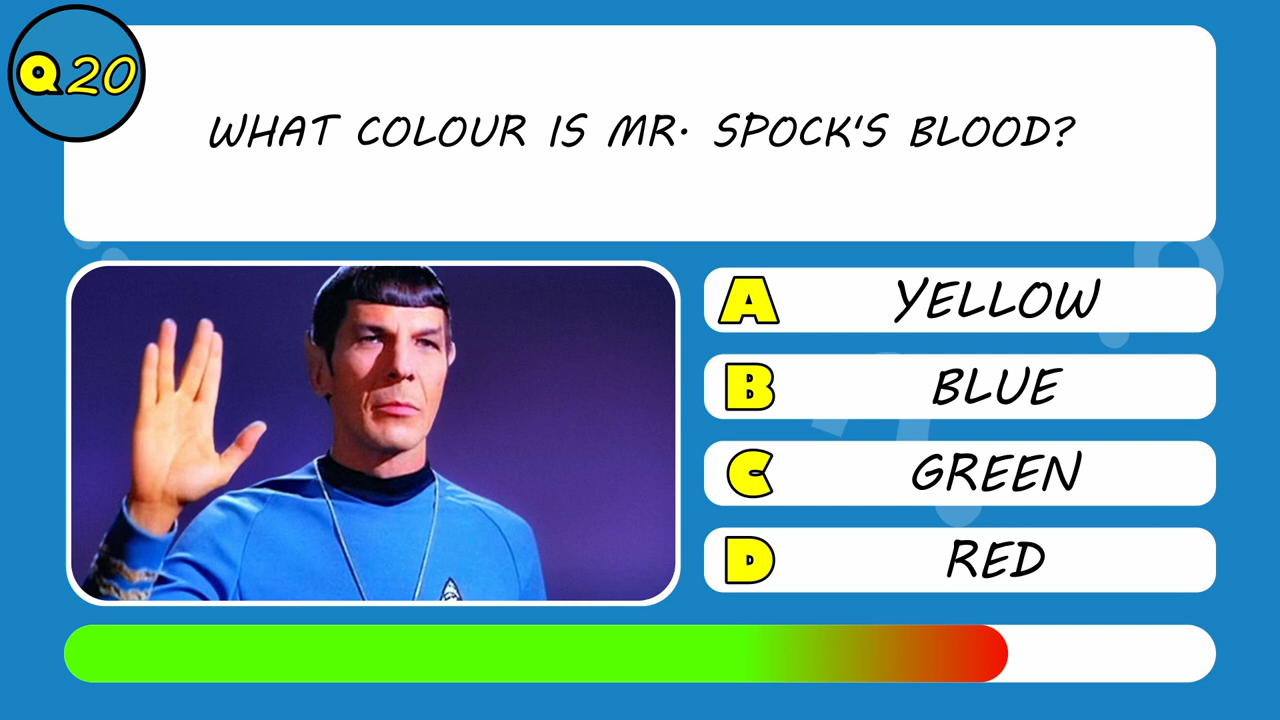 Q20
WHAT COLOUR IS MR. SPOCK'S BLOOD?
A YELLOW
B BLUE
C GREEN
D RED